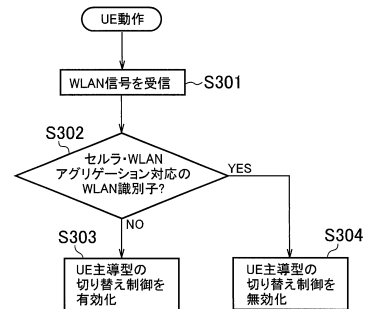 UE動作
WLAN信号を受信
S301
S302
セルラ・WLAN
アグリゲーション対応の
WLAN識別子?
YES
NO
S303
UE主導型の
切り替え制御を
有効化
S304
UE主導型の
切り替え制御を
無効化